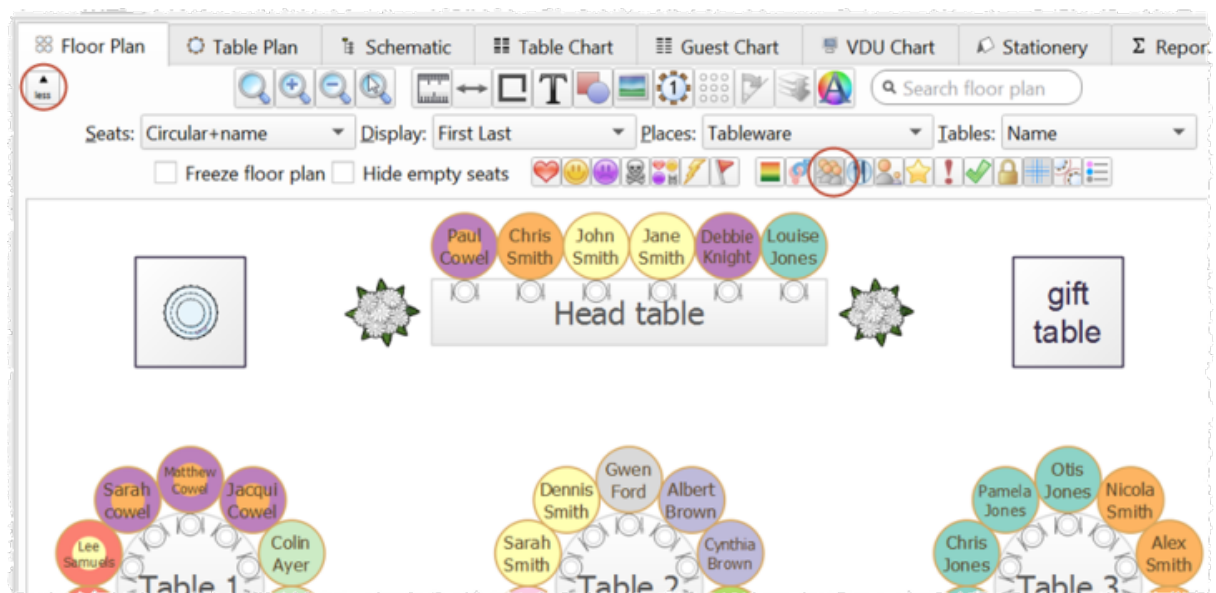 Floor Plan Table Plan Schematic Table Chart Guest Chart VDU Chart Stationery Σ Repor
less T 1 A Search floor plan
Seats: Circular+name Display: First Last Places: Tableware Tables: Name
Freeze floor plan Hide empty seats
Paul Cowel
Chris Smith
John Smith
Jane Smith
Debbie Knight
Louise Jones
Head table
gift
table
Matthew Cowel
Sarah cowel
Jacqui Cowel
Lee Samuels
Colin Ayer
Table 1
Gwen Ford
Dennis Smith
Albert Brown
Sarah Smith
Cynthia Brown
Table 2
Otis Jones
Pamela Jones
Nicola Smith
Chris Jones
Alex Smith
Table 3